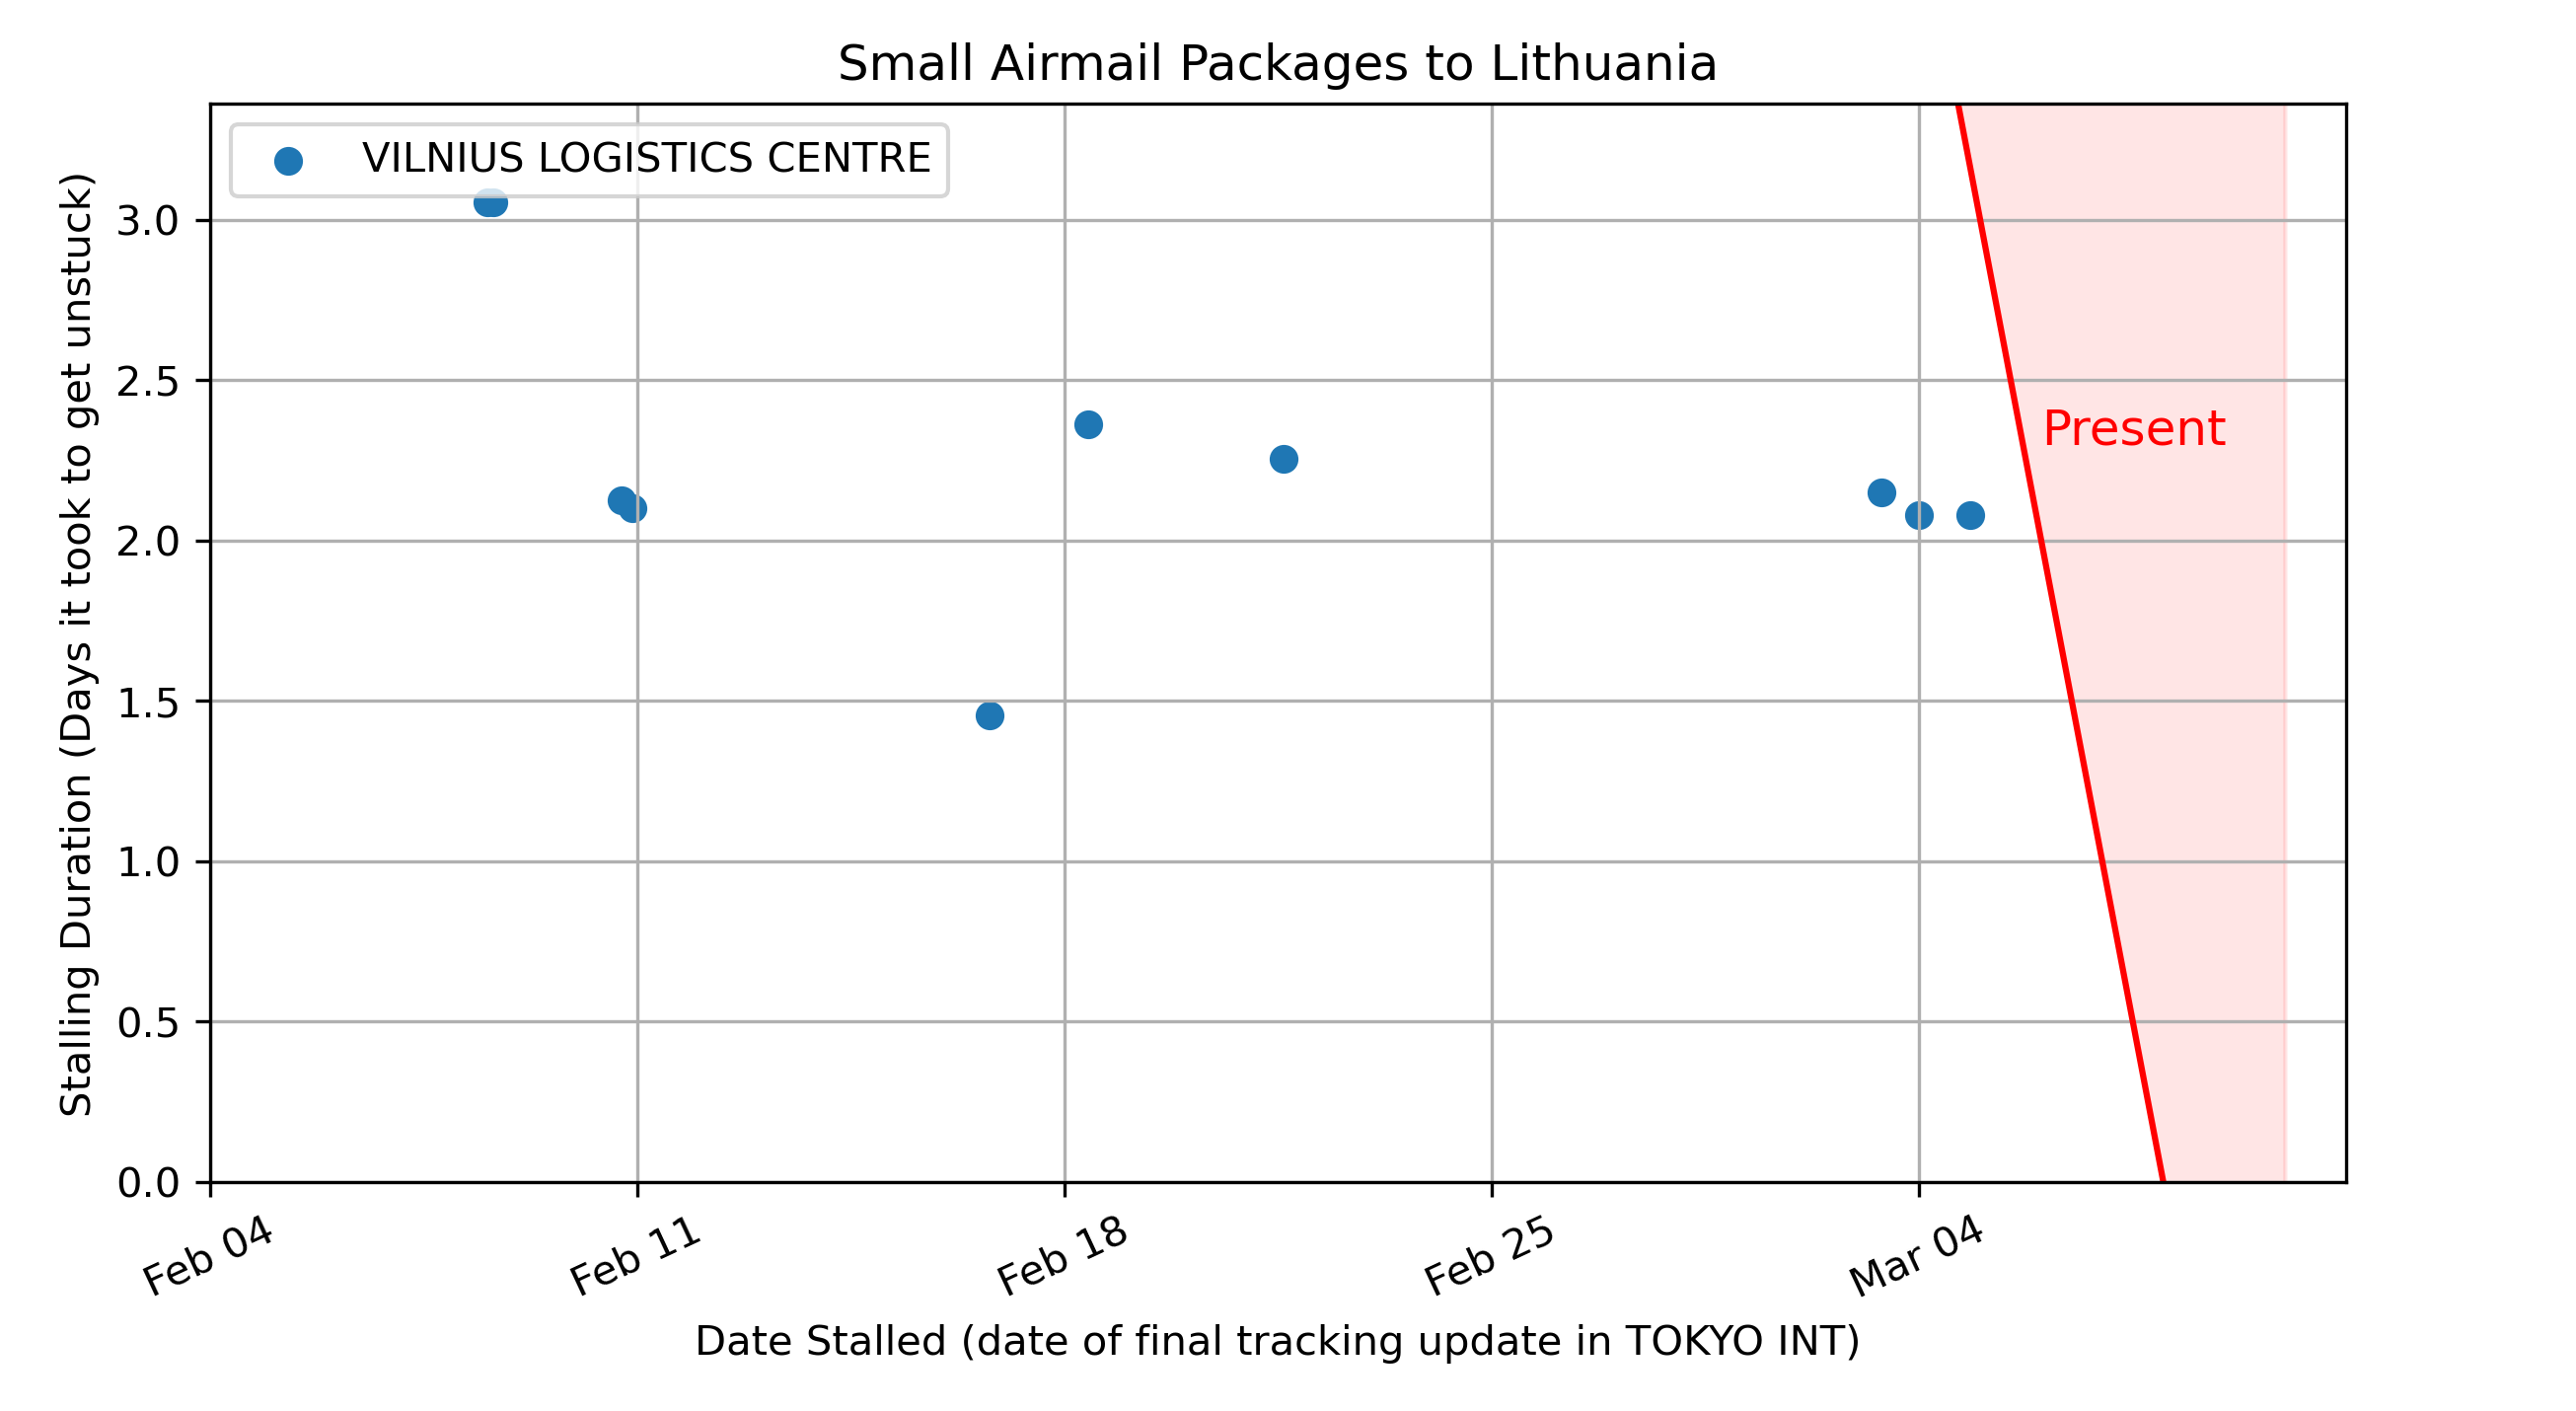 Small Airmail Packages to Lithuania
VILNIUS LOGISTICS CENTRE
Stalling Duration (Days it took to get unstuck)
3.0
2.5
2.0
1.5
1.0
0.5
0.0
Present
Feb 04
Feb 11
Feb 18
Feb 25
Mar 04
Date Stalled (date of final tracking update in TOKYO INT)